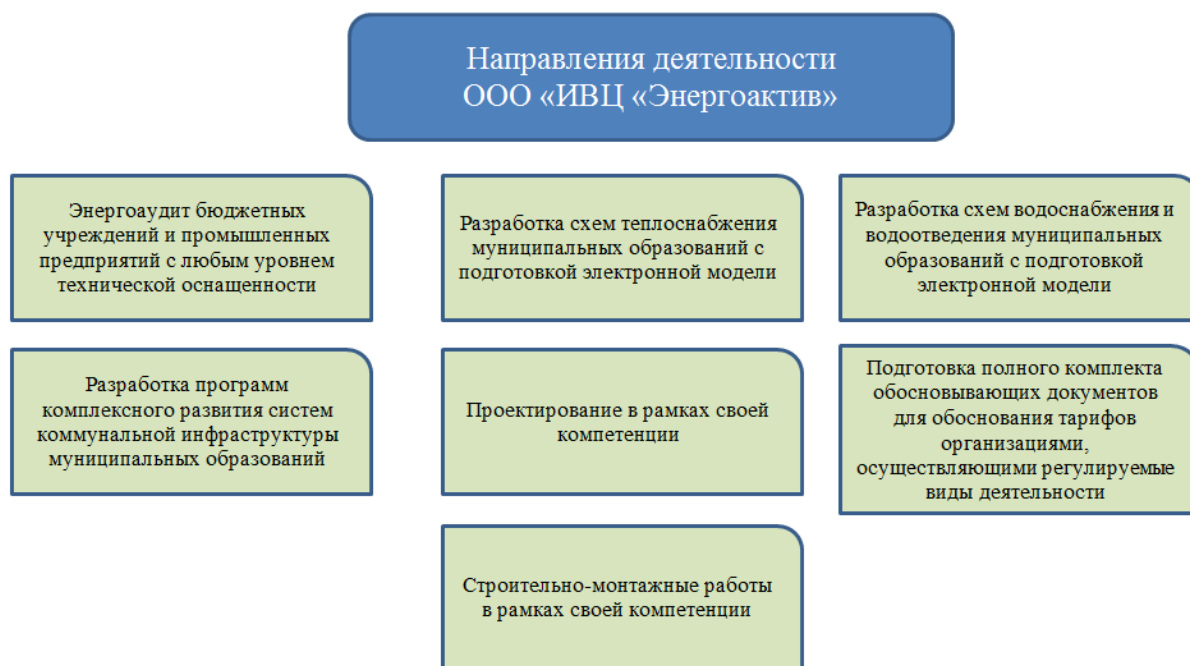 Направления деятельности
ООО «ИВЦ «Энергоактив»
Энергоаудит бюджетных
учреждений и промышленных
предприятий с любым уровнем
технической оснащенности
Разработка схем теплоснабжения
муниципальных образований с
подготовкой электронной модели
Разработка схем водоснабжения и
водоотведения муниципальных
образований с подготовкой
электронной модели
Разработка программ
комплексного развития систем
коммунальной инфраструктуры
муниципальных образований
Проектирование в рамках своей
компетенции
Подготовка полного комплекта
обосновывающих документов
для обоснования тарифов
организациями,
осуществляющими регулируемые
виды деятельности
Строительно-монтажные работы
в рамках своей компетенции